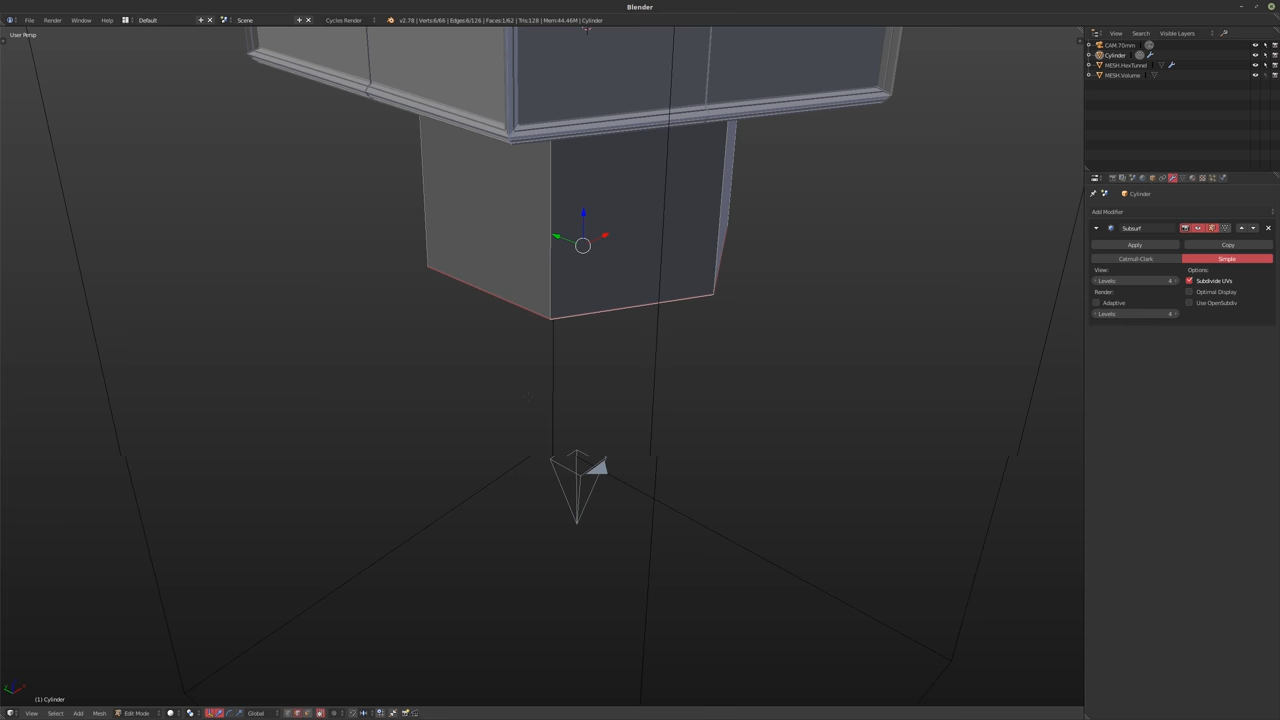 Blender
File Render Window Help Default Scene Cycles Render v2.78 | Verts:6/66 | Edges:6/126 | Faces:1/62 | Tris:128 | Mem:44.46M | Cylinder
User Persp
View Search Visible Layers
CAM.70mm
Cylinder
MESH.HexTunnel
MESH.Volume
Cylinder
Add Modifier
Subsurf
Apply Copy
Catmull-Clark Simple
View: Options:
Levels: 4 Subdivide UVs
Render: Optimal Display
Adaptive Use OpenSubdiv
Levels: 4
(1) Cylinder
View Select Add Mesh Edit Mode Global